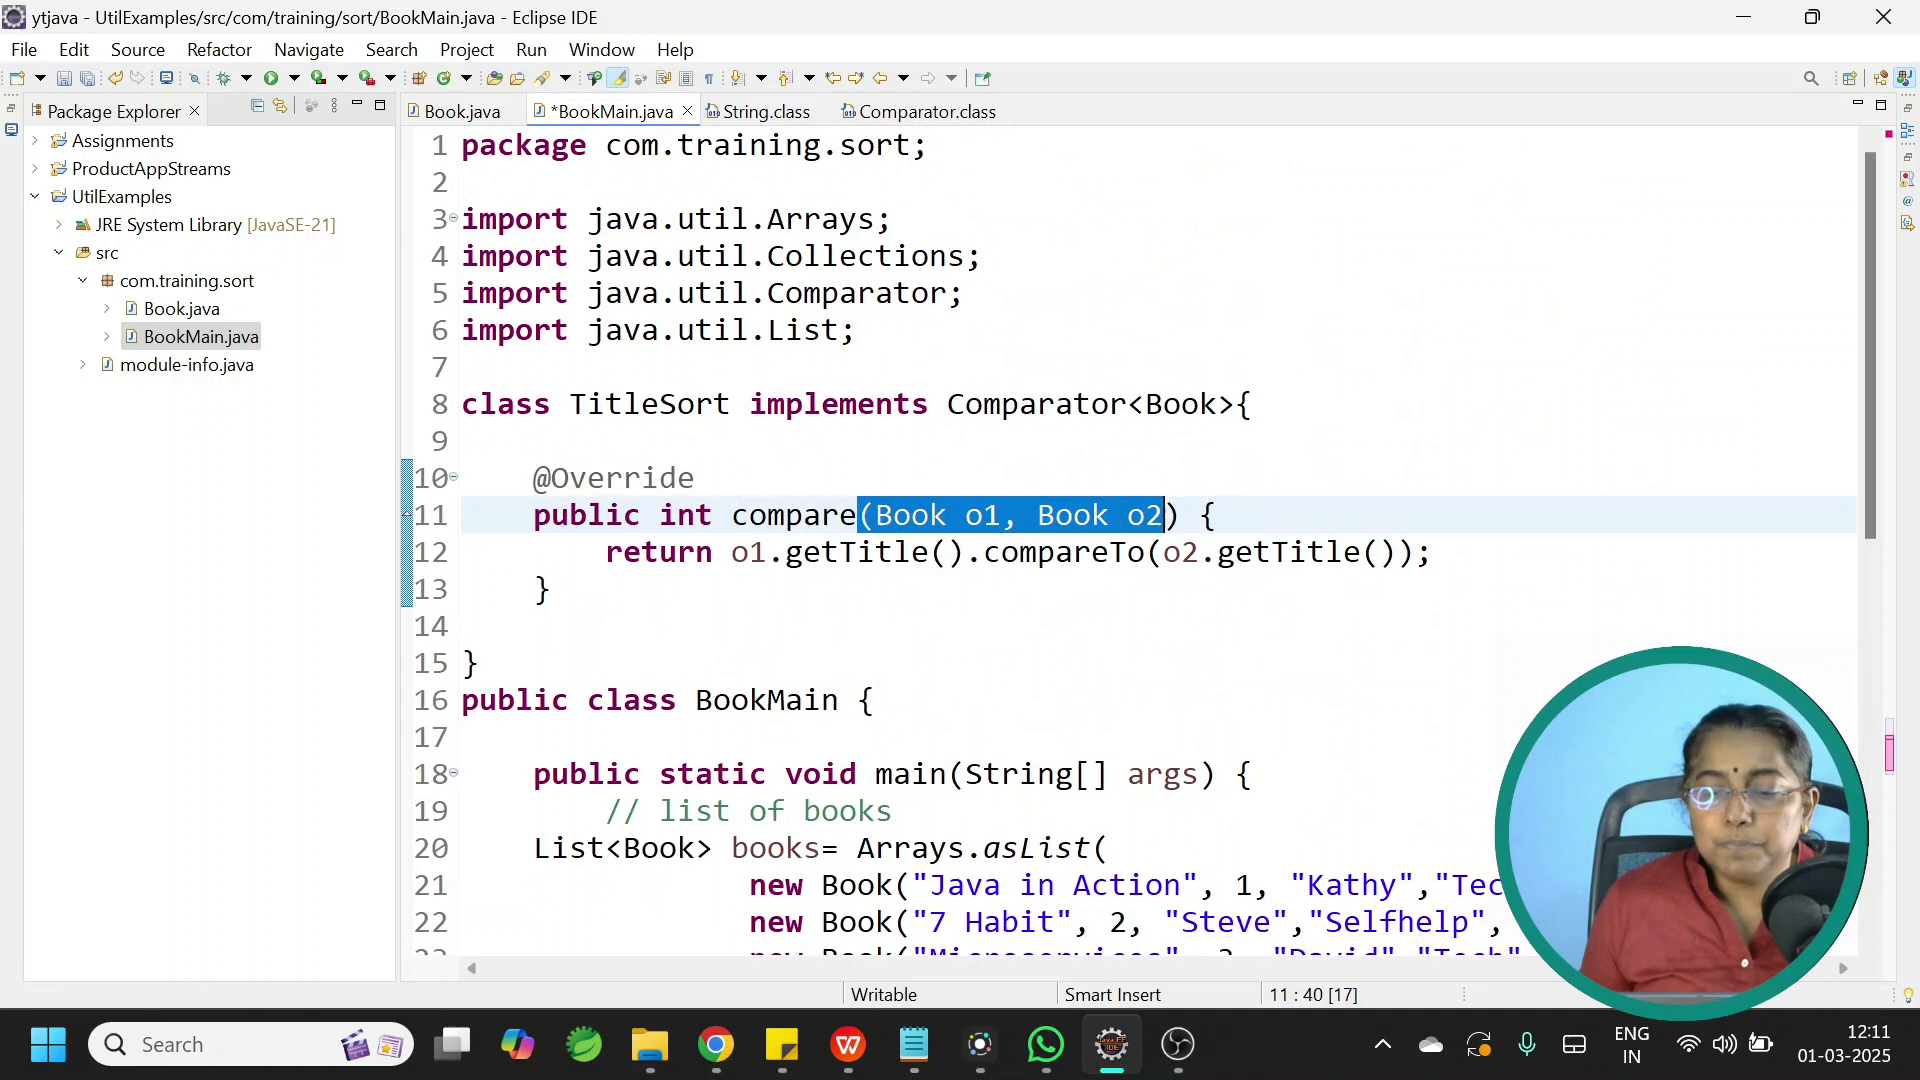 ytjava - UtilExamples/src/com/training/sort/BookMain.java - Eclipse IDE
File Edit Source Refactor Navigate Search Project Run Window Help
Package Explorer
Book.java
*BookMain.java
String.class
Comparator.class
Assignments
ProductAppStreams
UtilExamples
JRE System Library [JavaSE-21]
src
com.training.sort
Book.java
BookMain.java
module-info.java
1 package com.training.sort;
2
3 import java.util.Arrays;
4 import java.util.Collections;
5 import java.util.Comparator;
6 import java.util.List;
7
8 class TitleSort implements Comparator<Book>{
9
10 @Override
11 public int compare(Book o1, Book o2) {
12 return o1.getTitle().compareTo(o2.getTitle());
13 }
14
15 }
16 public class BookMain {
17
18 public static void main(String[] args) {
19 // list of books
20 List<Book> books= Arrays.asList(
21 new Book("Java in Action", 1, "Kathy","Tec
22 new Book("7 Habit", 2, "Steve","Selfhelp",
new Book("Microservices", 3, "David","Tech"
Writable Smart Insert 11 : 40 [17]
Search
ENG
IN
12:11
01-03-2025